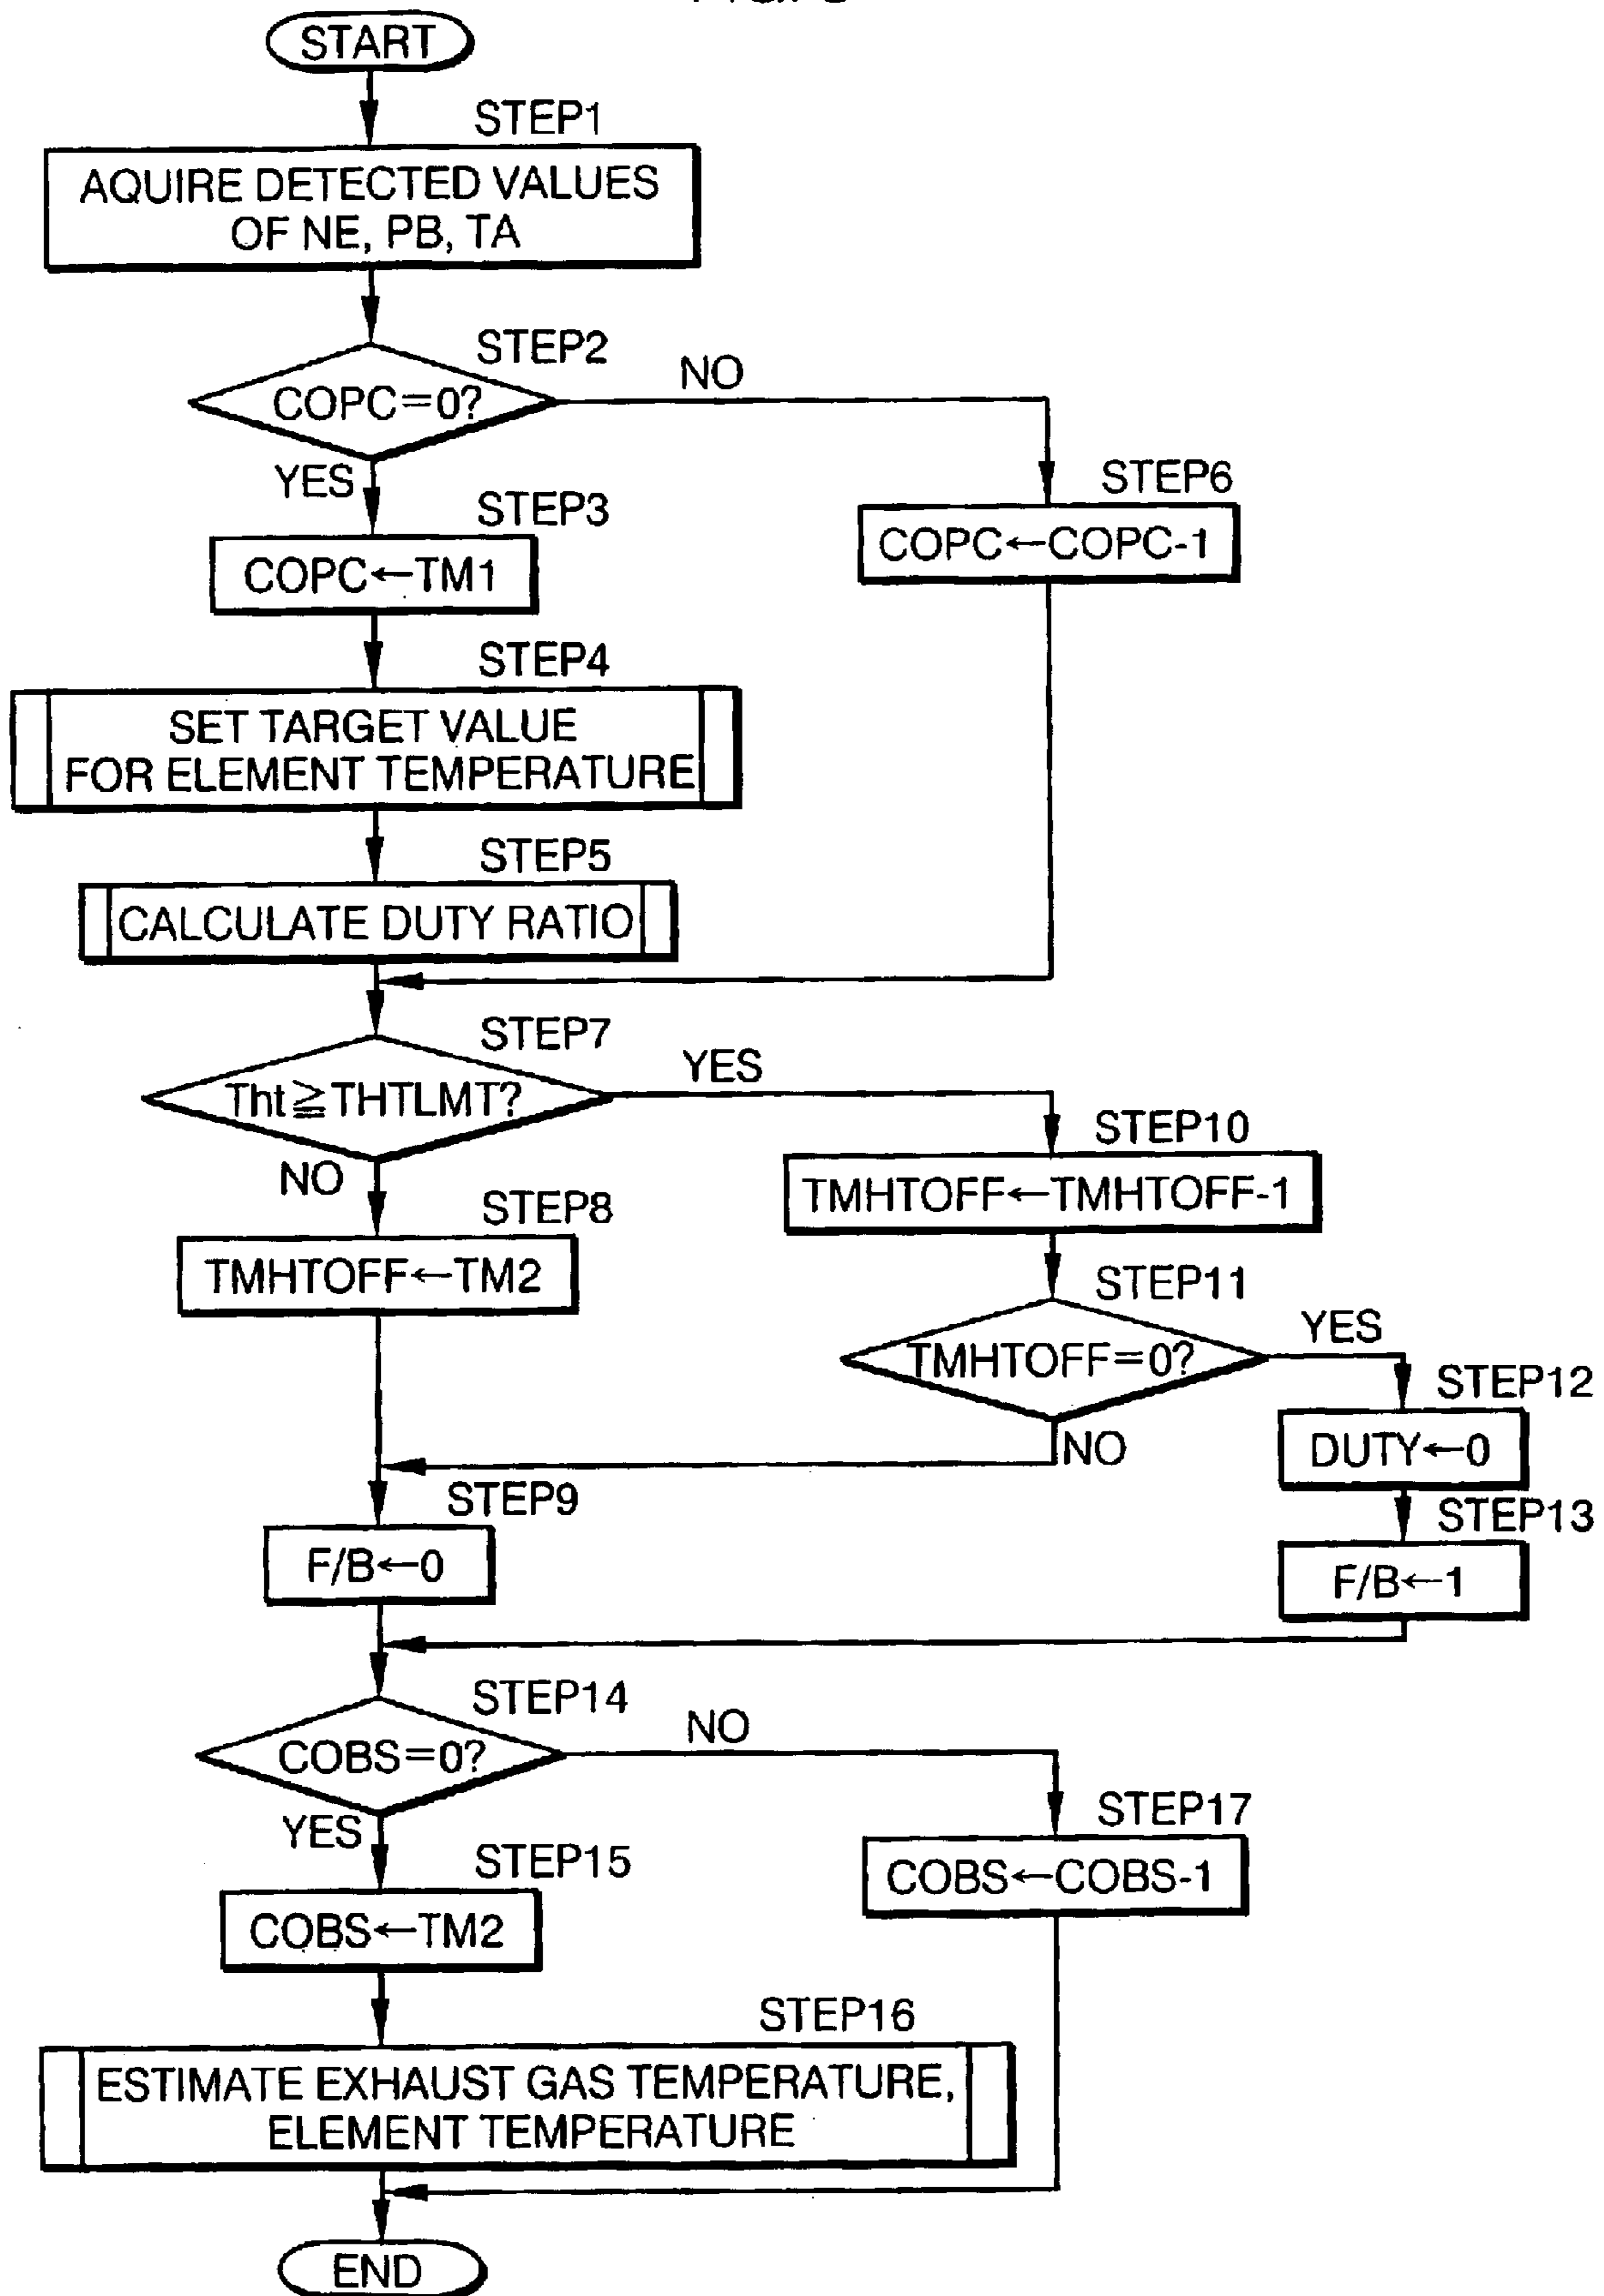 START
STEP1
AQUIRE DETECTED VALUES
OF NE, PB, TA
STEP2
COPC=0?
NO
YES
STEP3
COPC←TM1
STEP6
COPC←COPC-1
STEP4
SET TARGET VALUE
FOR ELEMENT TEMPERATURE
STEP5
CALCULATE DUTY RATIO
STEP7
Tht≧THTLMT?
YES
NO
STEP8
TMHTOFF←TM2
STEP10
TMHTOFF←TMHTOFF-1
STEP11
TMHTOFF=0?
YES
NO
STEP12
DUTY←0
STEP9
F/B←0
STEP13
F/B←1
STEP14
COBS=0?
NO
YES
STEP15
COBS←TM2
STEP17
COBS←COBS-1
STEP16
ESTIMATE EXHAUST GAS TEMPERATURE,
ELEMENT TEMPERATURE
END